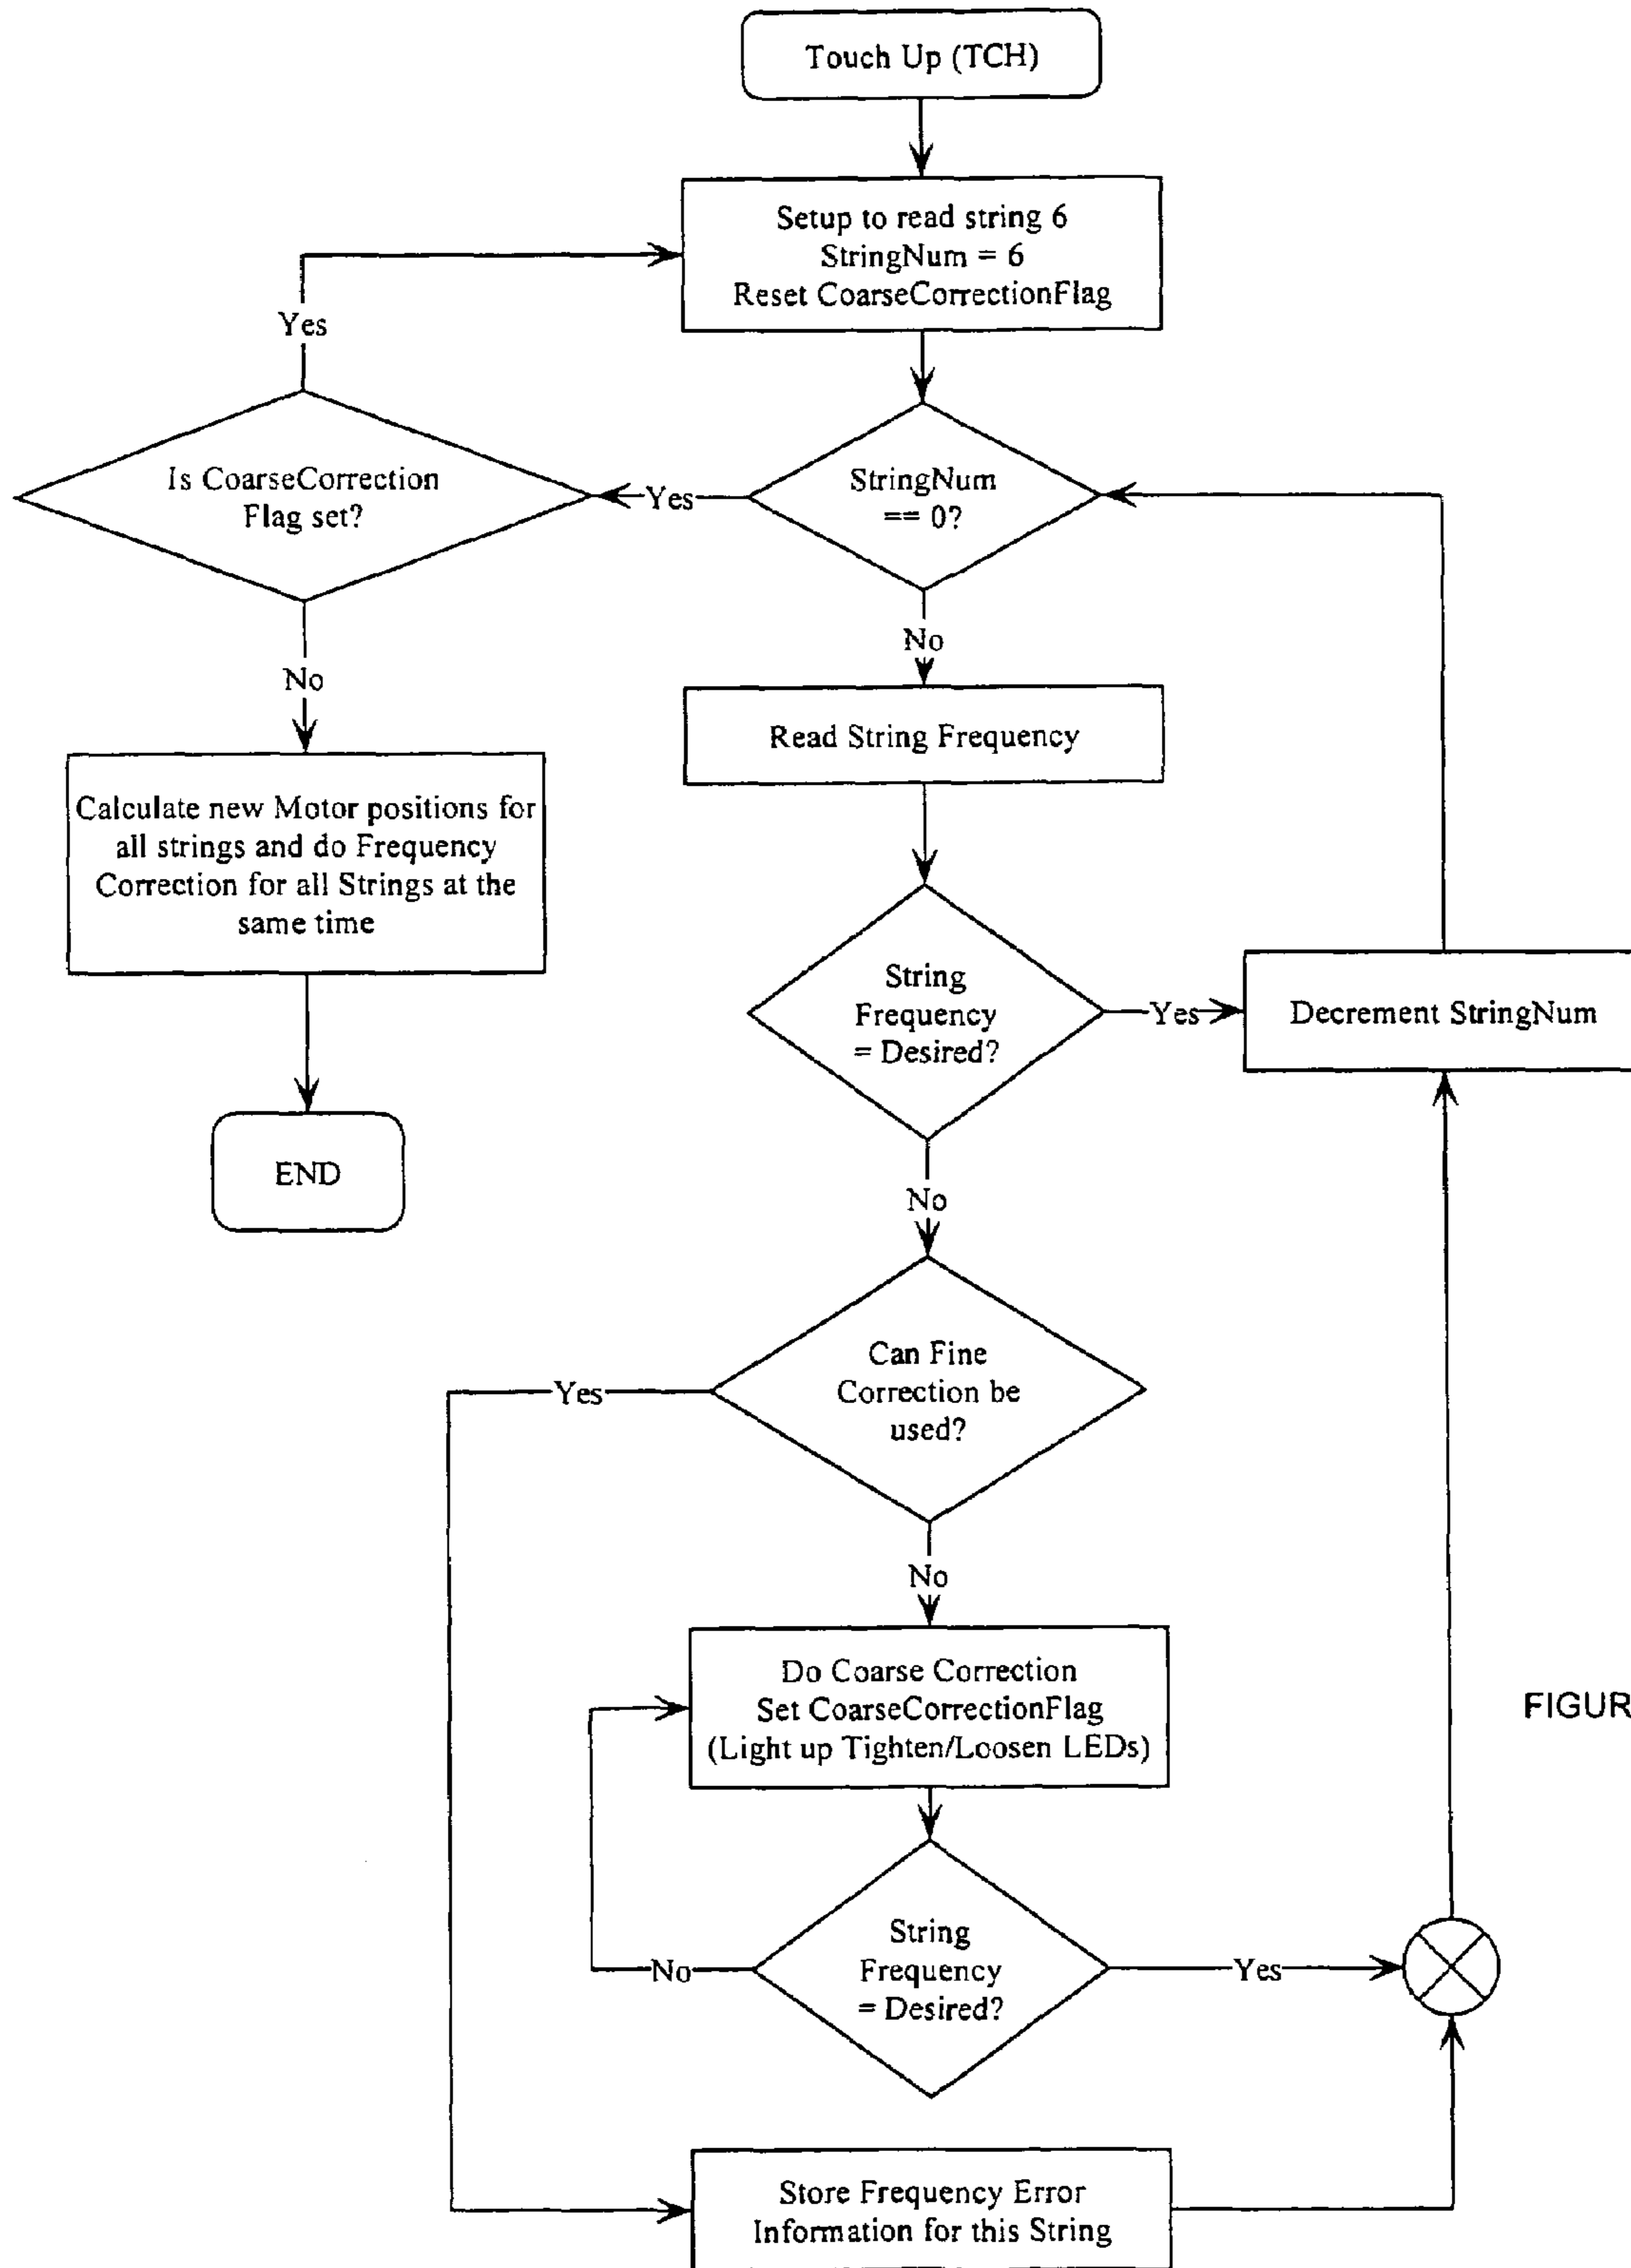 Touch Up (TCH)
Setup to read string 6
StringNum = 6
Reset CoarseCorrectionFlag
Yes
Is CoarseCorrection
Flag set?
Yes
StringNum
== 0?
No
No
Read String Frequency
Calculate new Motor positions for
all strings and do Frequency
Correction for all Strings at the
same time
String
Frequency
= Desired?
Yes
Decrement StringNum
END
No
Can Fine
Correction be
used?
Yes
No
Do Coarse Correction
Set CoarseCorrectionFlag
(Light up Tighten/Loosen LEDs)
FIGUR
String
Frequency
= Desired?
No
Yes
Store Frequency Error
Information for this String